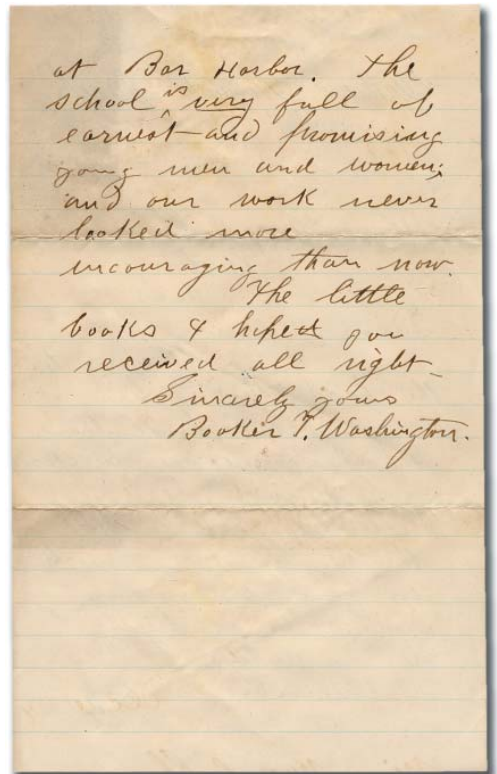 at Bar Harbor. The
school is very full of
earnest and promising
young men and women;
and our work never
looked more
encouraging than now.
The little
books I hoped you
received all right—
Sincerely yours
Booker T. Washington.